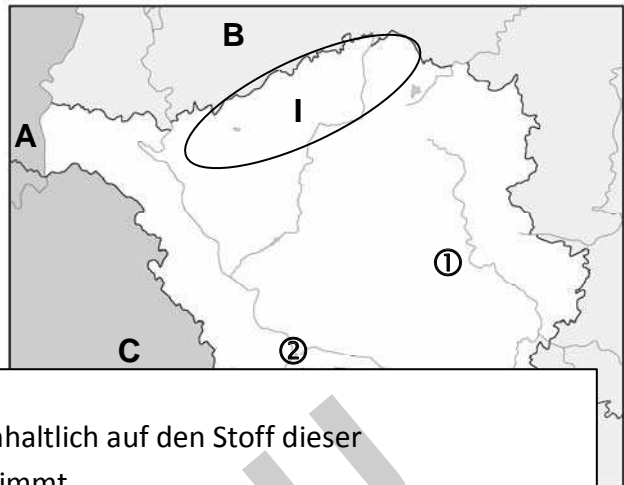 B
I
A
①
②
C
nhaltlich auf den Stoff dieser
immt